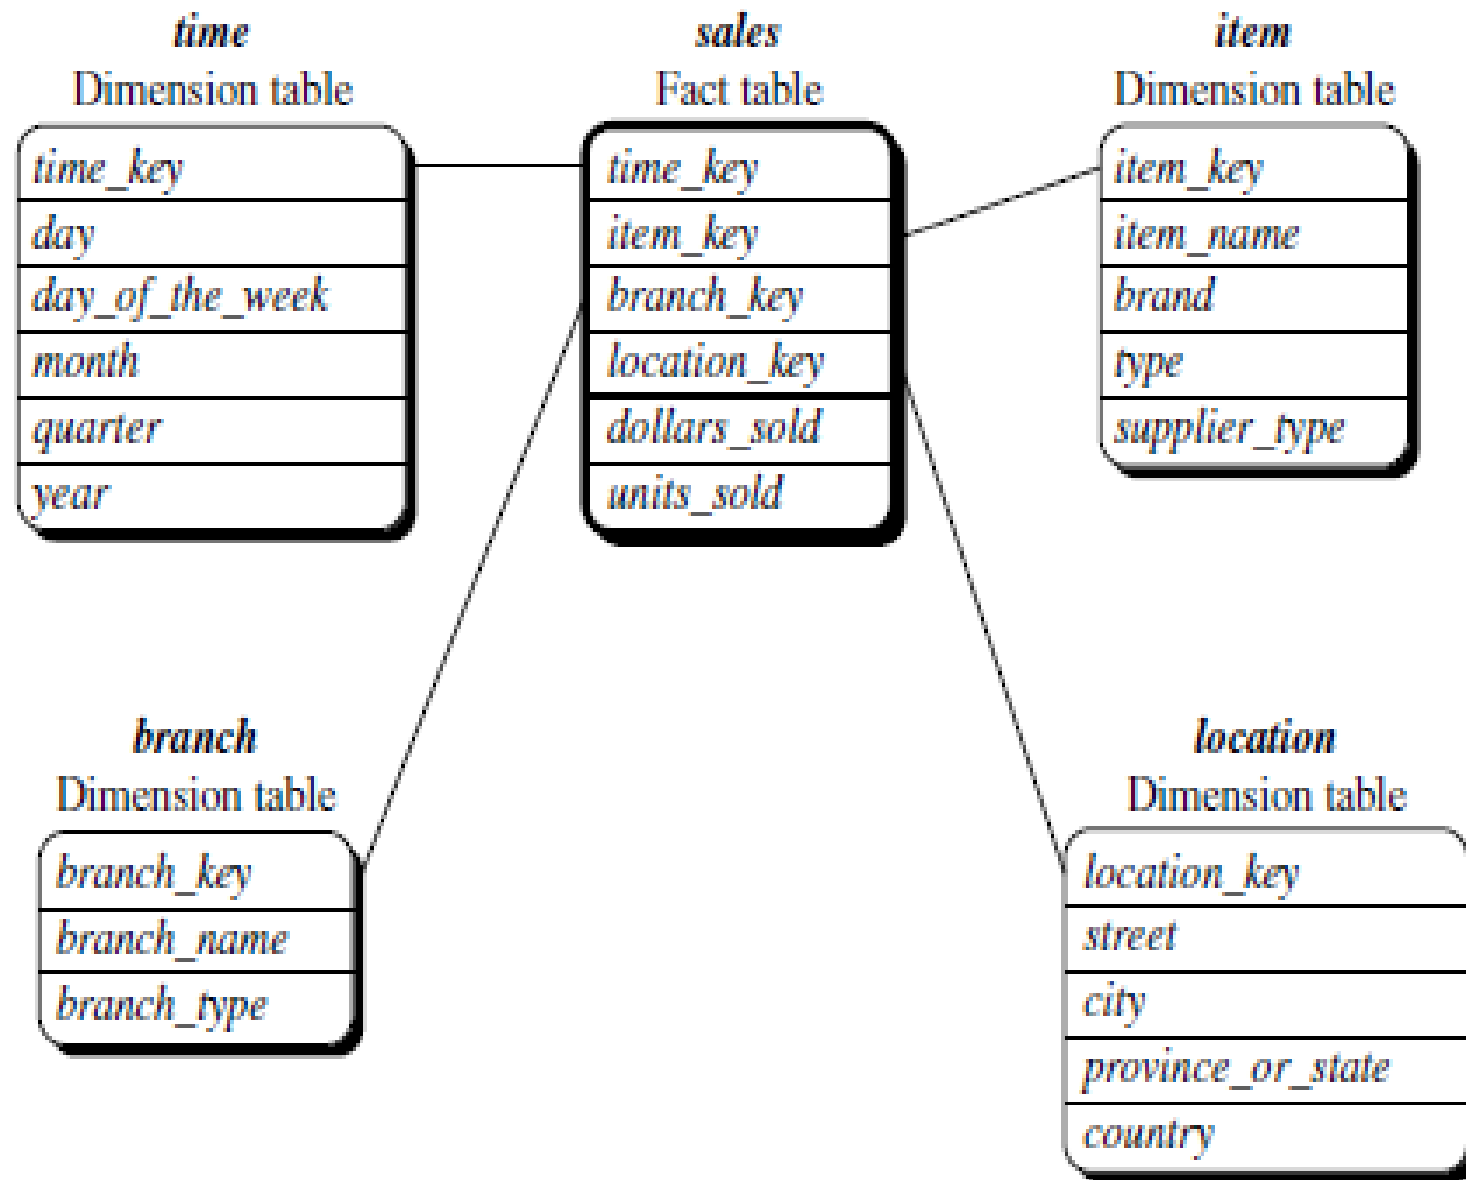 time
Dimension table
time_key
day
day_of_the_week
month
quarter
year
sales
Fact table
time_key
item_key
branch_key
location_key
dollars_sold
units_sold
item
Dimension table
item_key
item_name
brand
type
supplier_type
branch
Dimension table
branch_key
branch_name
branch_type
location
Dimension table
location_key
street
city
province_or_state
country